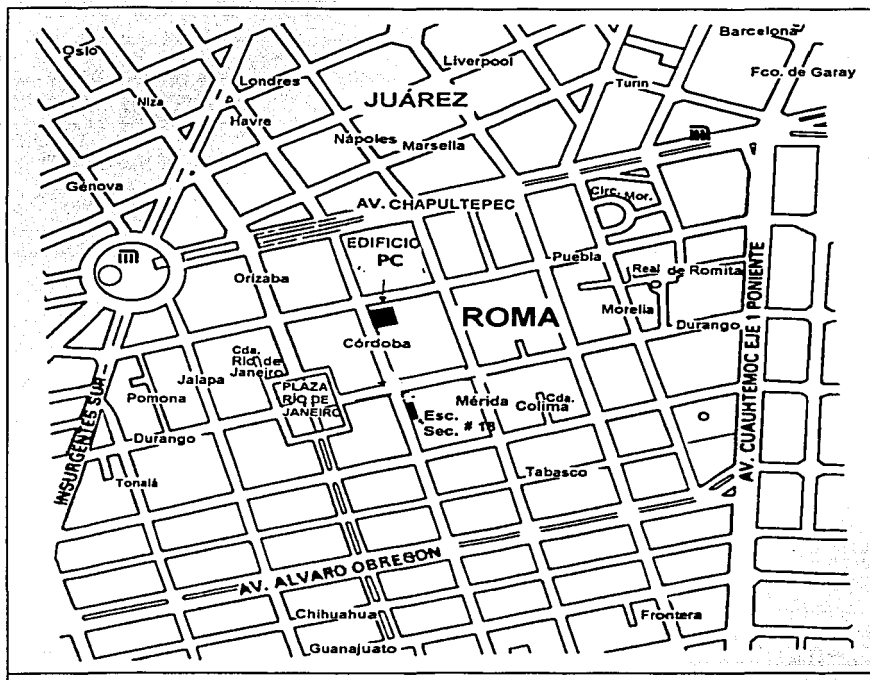 Oslo
Barcelona
Liverpool
Fco. de Garay
Londres
Turín
Niza
JUÁREZ
Havre
Nápoles
Marsella
Génova
Circ. Mor.
AV. CHAPULTEPEC
EDIFICIO
PC
Puebla
Orizaba
Real de Romita
ROMA
Morelia
Durango
Córdoba
Cda.
Río de
Janeiro
Jalapa
Pomona
PLAZA
RÍO DE
JANEIRO
Mérida
Cda.
Colima
Esc.
Sec. # 18
Durango
INSURGENTES SUR
AV. CUAUHTEMOC EJE 1 PONIENTE
Tonalá
Tabasco
AV. ALVARO OBREGON
Chihuahua
Frontera
Guanajuato